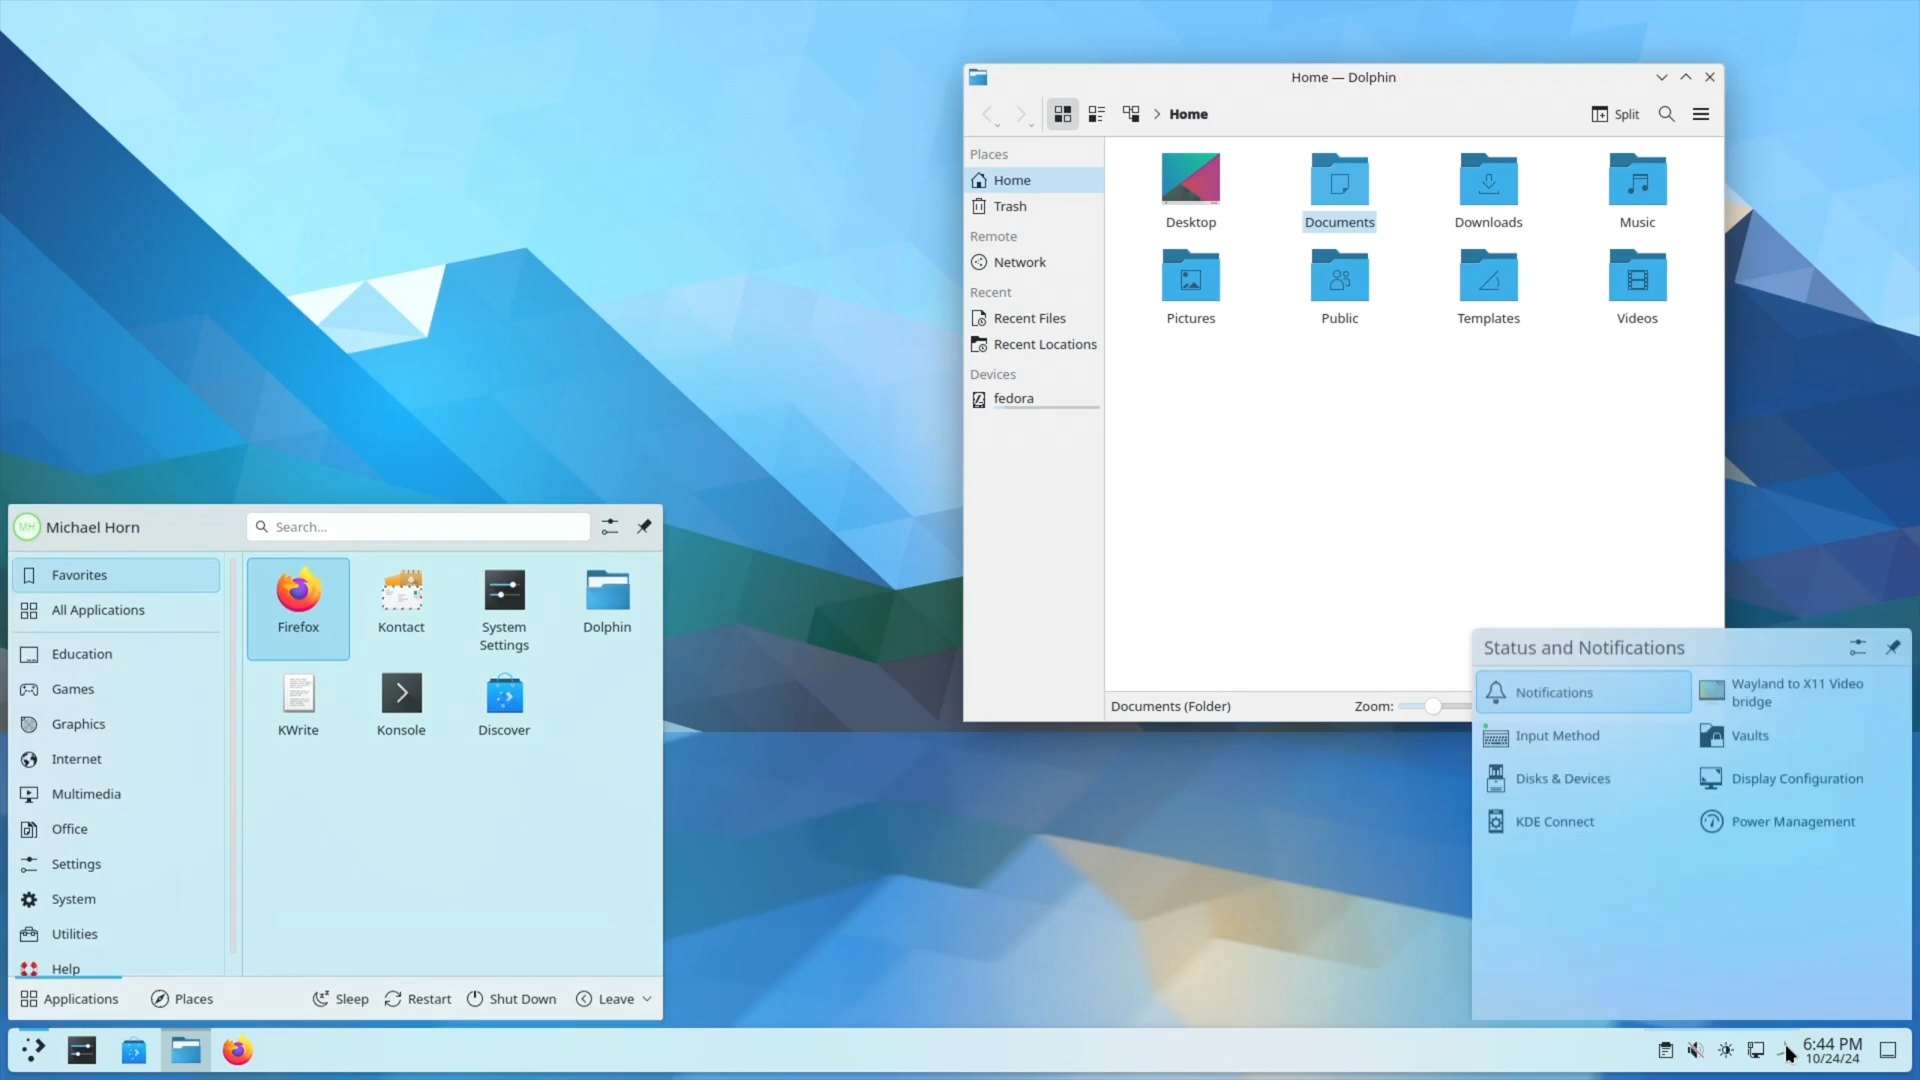 Home — Dolphin
Home
Split
Places
Home
Trash
Remote
Network
Recent
Recent Files
Recent Locations
Devices
fedora
Desktop
Documents
Downloads
Music
Pictures
Public
Templates
Videos
Documents (Folder)
Zoom:
MH
Michael Horn
Search...
Favorites
All Applications
Education
Games
Graphics
Internet
Multimedia
Office
Settings
System
Utilities
Help
Firefox
Kontact
System
Settings
Dolphin
KWrite
Konsole
Discover
Applications
Places
Sleep
Restart
Shut Down
Leave
Status and Notifications
Notifications
Wayland to X11 Video
bridge
Input Method
Vaults
Disks & Devices
Display Configuration
KDE Connect
Power Management
6:44 PM
10/24/24